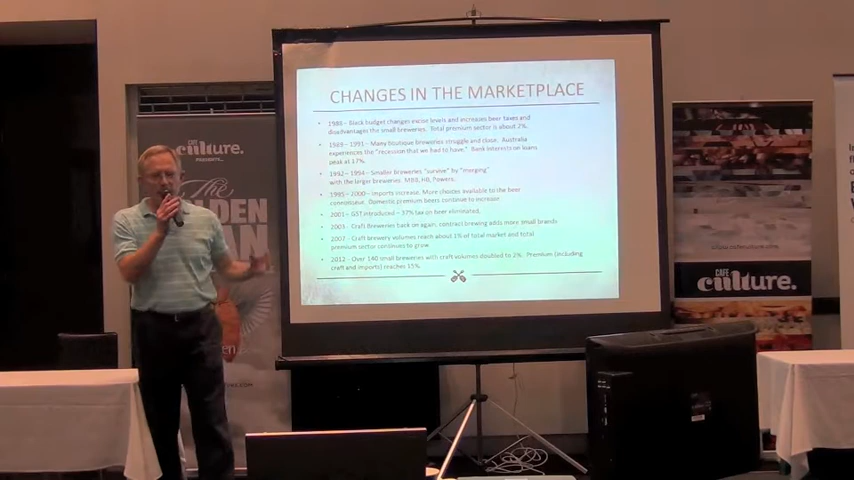 CHANGES IN THE MARKETPLACE
• 1988 – Black budget changes excise levels and increases beer taxes and
disadvantages the small breweries. Total premium sector is about 2%.
• 1989 – 1991 – Many boutique breweries struggle and close. Australia
experiences the "recession that we had to have". Bank interests on loans
peak at 17%.
• 1992 – 1994 – Smaller breweries "survive" by "merging"
with the larger breweries. MBB, HB, Powers.
• 1995 – 2000 – Imports increase. More choices available to the beer
connoisseur. Domestic premium beers continue to increase.
• 2001 – GST introduced – 37% tax on beer eliminated.
• 2003 – Craft Breweries back on again, contract brewing adds more small brands
• 2007 – Craft Brewery volumes reach about 1% of total market and total
premium sector continues to grow
• 2012 – Over 140 small breweries with craft volumes doubled to 2%. Premium (including
craft and imports) reaches 15%.
CAFE
culture
PRESENTS...
The
CAFE
culture
CAFE
culture